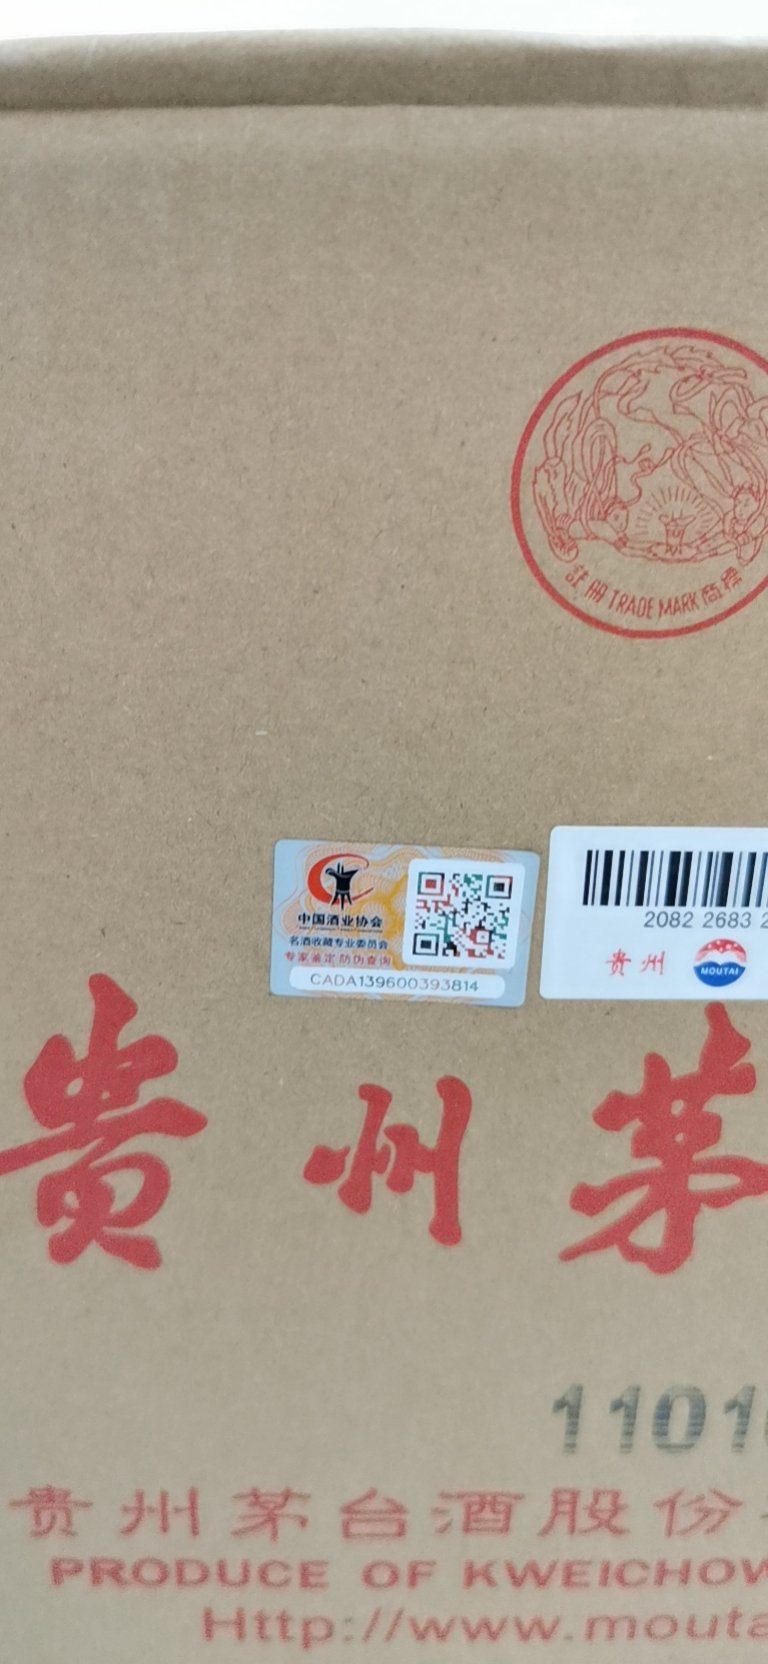 註册 TRADE MARK 商標
中国酒业协会
名酒收藏专业委员会
专家鉴定 防伪查询
CADA139600393814
2082 2683 2
贵州
MOUTAI
贵州茅
1101
贵州茅台酒股份
PRODUCE OF KWEICHOW
Http://www.mouta